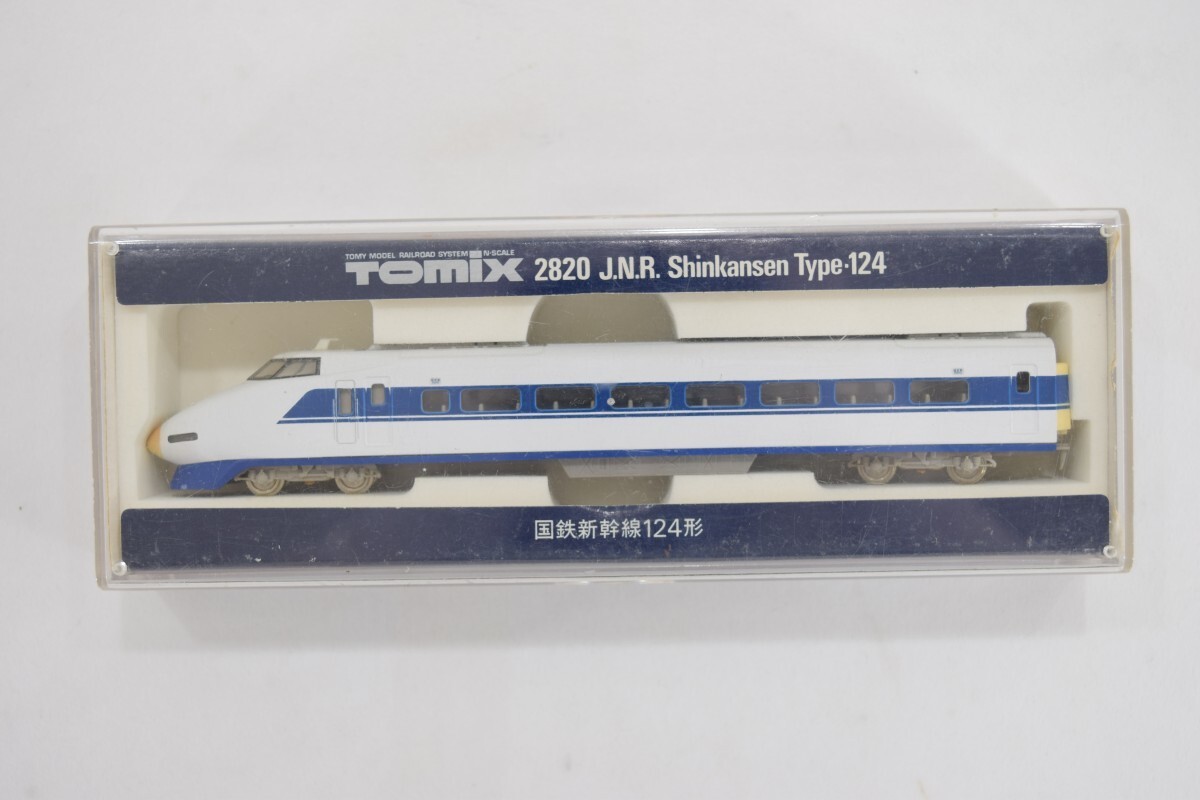 TOMY MODEL RAILROAD SYSTEM N-SCALE
TOMIX 2820 J.N.R. Shinkansen Type·124
国鉄新幹線124形